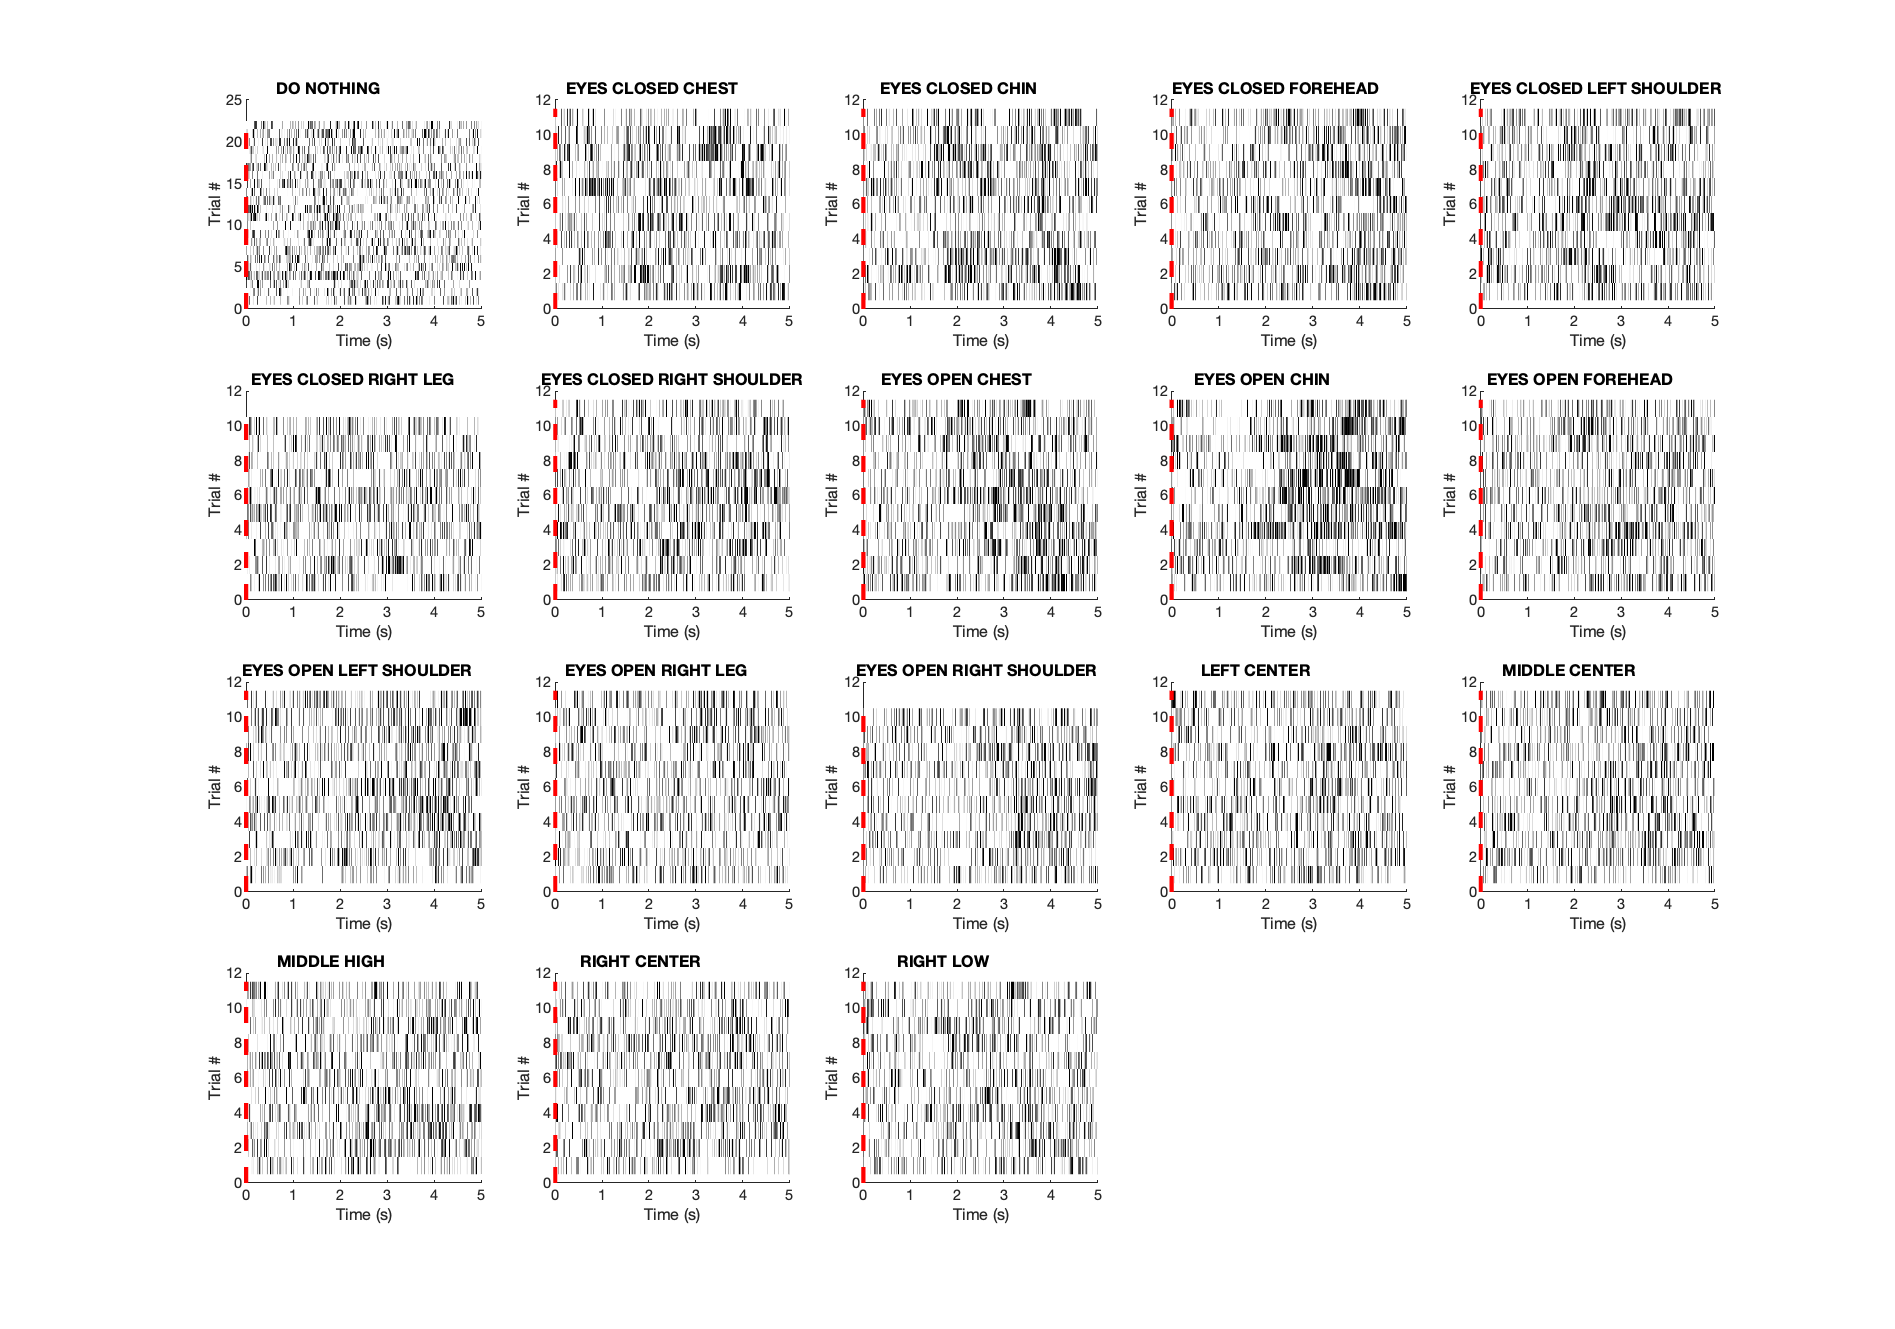 DO NOTHING
25
20
15
10
5
0
Trial #
0 1 2 3 4 5
Time (s)
EYES CLOSED CHEST
12
10
8
6
4
2
0
Trial #
0 1 2 3 4 5
Time (s)
EYES CLOSED CHIN
12
10
8
6
4
2
0
Trial #
0 1 2 3 4 5
Time (s)
EYES CLOSED FOREHEAD
12
10
8
6
4
2
0
Trial #
0 1 2 3 4 5
Time (s)
EYES CLOSED LEFT SHOULDER
12
10
8
6
4
2
0
Trial #
0 1 2 3 4 5
Time (s)
EYES CLOSED RIGHT LEG
12
10
8
6
4
2
0
Trial #
0 1 2 3 4 5
Time (s)
EYES CLOSED RIGHT SHOULDER
12
10
8
6
4
2
0
Trial #
0 1 2 3 4 5
Time (s)
EYES OPEN CHEST
12
10
8
6
4
2
0
Trial #
0 1 2 3 4 5
Time (s)
EYES OPEN CHIN
12
10
8
6
4
2
0
Trial #
0 1 2 3 4 5
Time (s)
EYES OPEN FOREHEAD
12
10
8
6
4
2
0
Trial #
0 1 2 3 4 5
Time (s)
EYES OPEN LEFT SHOULDER
12
10
8
6
4
2
0
Trial #
0 1 2 3 4 5
Time (s)
EYES OPEN RIGHT LEG
12
10
8
6
4
2
0
Trial #
0 1 2 3 4 5
Time (s)
EYES OPEN RIGHT SHOULDER
12
10
8
6
4
2
0
Trial #
0 1 2 3 4 5
Time (s)
LEFT CENTER
12
10
8
6
4
2
0
Trial #
0 1 2 3 4 5
Time (s)
MIDDLE CENTER
12
10
8
6
4
2
0
Trial #
0 1 2 3 4 5
Time (s)
MIDDLE HIGH
12
10
8
6
4
2
0
Trial #
0 1 2 3 4 5
Time (s)
RIGHT CENTER
12
10
8
6
4
2
0
Trial #
0 1 2 3 4 5
Time (s)
RIGHT LOW
12
10
8
6
4
2
0
Trial #
0 1 2 3 4 5
Time (s)